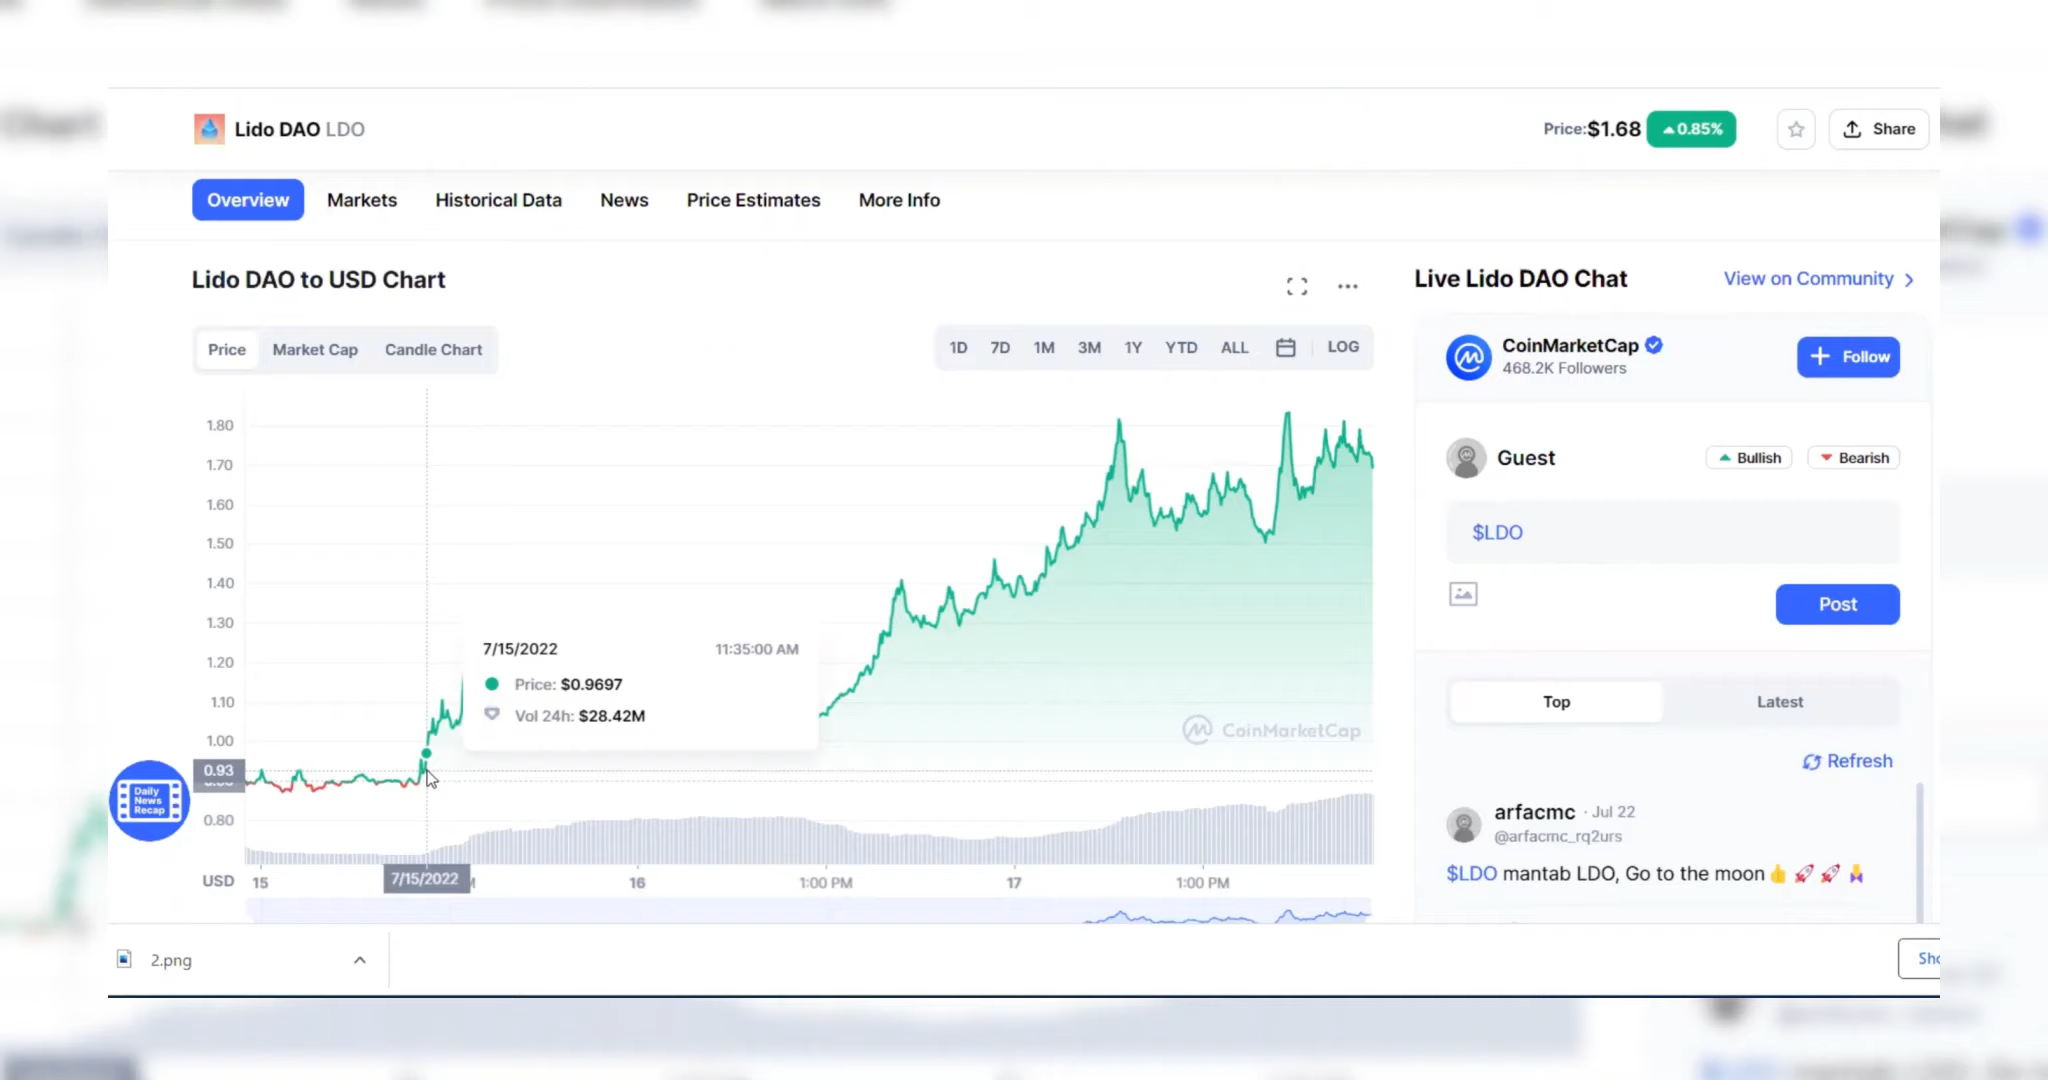 Lido DAO LDO
Price:$1.68 0.85%
Share
Overview Markets Historical Data News Price Estimates More Info
Lido DAO to USD Chart
Price Market Cap Candle Chart
1D 7D 1M 3M 1Y YTD ALL LOG
1.80
1.70
1.60
1.50
1.40
1.30
1.20
1.10
1.00
0.93
0.80
7/15/2022 11:35:00 AM
Price: $0.9697
Vol 24h: $28.42M
CoinMarketCap
USD 15 7/15/2022 16 1:00 PM 17 1:00 PM
Daily
News
Recap
Live Lido DAO Chat View on Community
CoinMarketCap
468.2K Followers
Follow
Guest Bullish Bearish
$LDO
Post
Top Latest
Refresh
arfacmc · Jul 22
@arfacmc_rq2urs
$LDO mantab LDO, Go to the moon👍🚀🚀
2.png